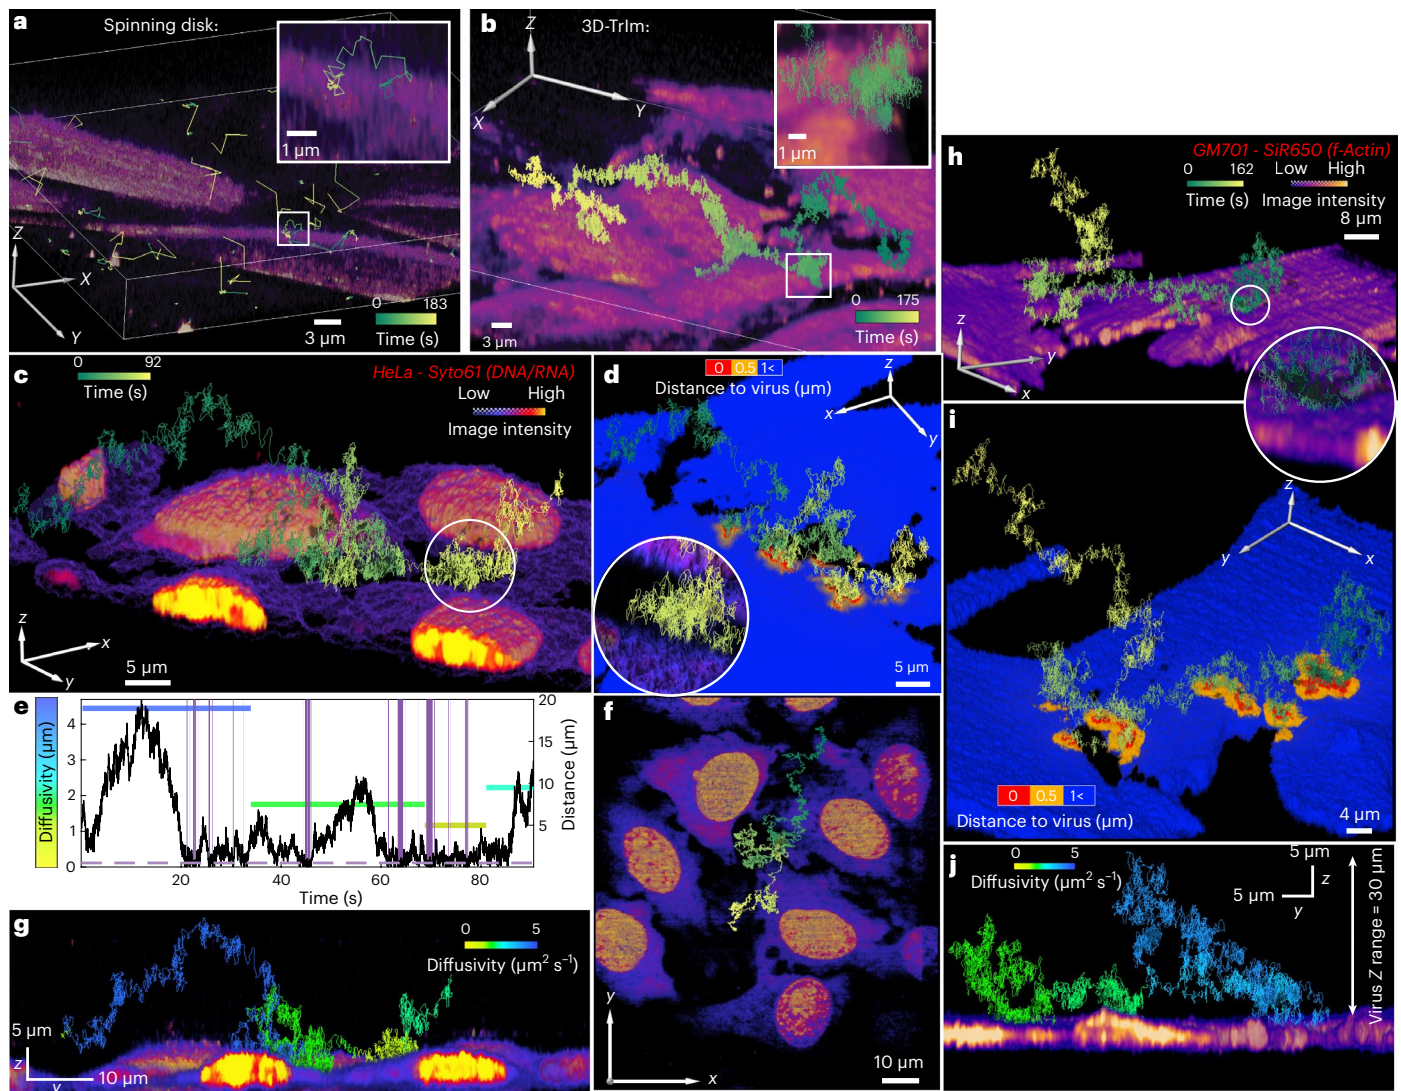 a
Spinning disk:
1 µm
Z
X
Y
3 µm
0 183
Time (s)
b
3D-TrIm:
Z
X
Y
1 µm
3 µm
0 175
Time (s)
c
0 92
Time (s)
HeLa - Syto61 (DNA/RNA)
Low High
Image intensity
z
x
y
5 µm
d
0 0.5 1<
Distance to virus (µm)
z
x
y
5 µm
e
Diffusivity (µm)
4
3
2
1
0
20
15
10
5
Distance (µm)
20 40 60 80
Time (s)
f
y
x
10 µm
g
0 5
Diffusivity (µm² s⁻¹)
5 µm
z
y
10 µm
h
GM701 - SiR650 (f-Actin)
0 162
Time (s)
Low High
Image intensity
8 µm
z
y
x
i
z
y
x
0 0.5 1<
Distance to virus (µm)
4 µm
j
0 5
Diffusivity (µm² s⁻¹)
5 µm
z
5 µm
y
Virus Z range = 30 µm